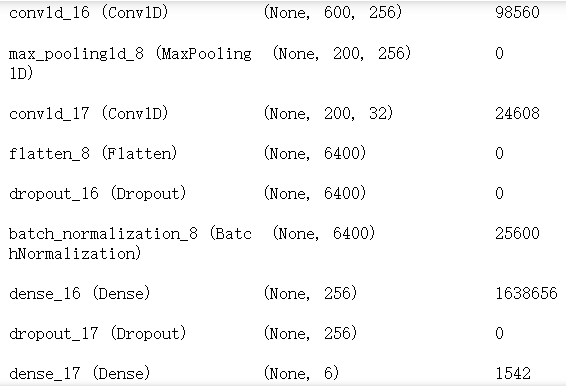 conv1d_16 (Conv1D) (None, 600, 256) 98560
max_pooling1d_8 (MaxPooling (None, 200, 256) 0
1D)
conv1d_17 (Conv1D) (None, 200, 32) 24608
flatten_8 (Flatten) (None, 6400) 0
dropout_16 (Dropout) (None, 6400) 0
batch_normalization_8 (Batc (None, 6400) 25600
hNormalization)
dense_16 (Dense) (None, 256) 1638656
dropout_17 (Dropout) (None, 256) 0
dense_17 (Dense) (None, 6) 1542